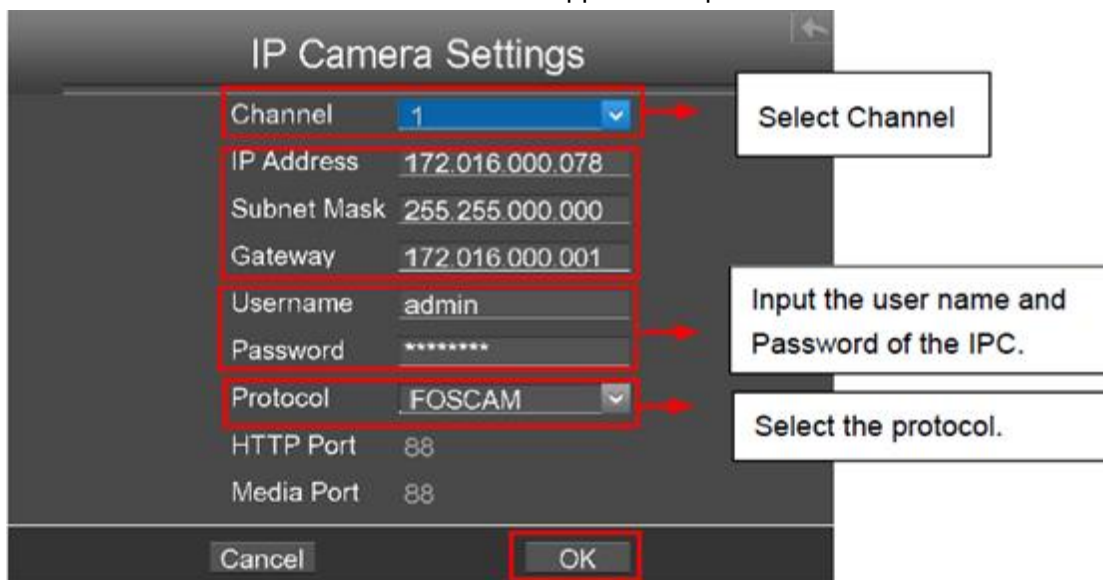 IP Camera Settings
Channel 1
Select Channel
IP Address 172.016.000.078
Subnet Mask 255.255.000.000
Gateway 172.016.000.001
Username admin
Input the user name and
Password of the IPC.
Password ********
Protocol FOSCAM
Select the protocol.
HTTP Port 88
Media Port 88
Cancel OK